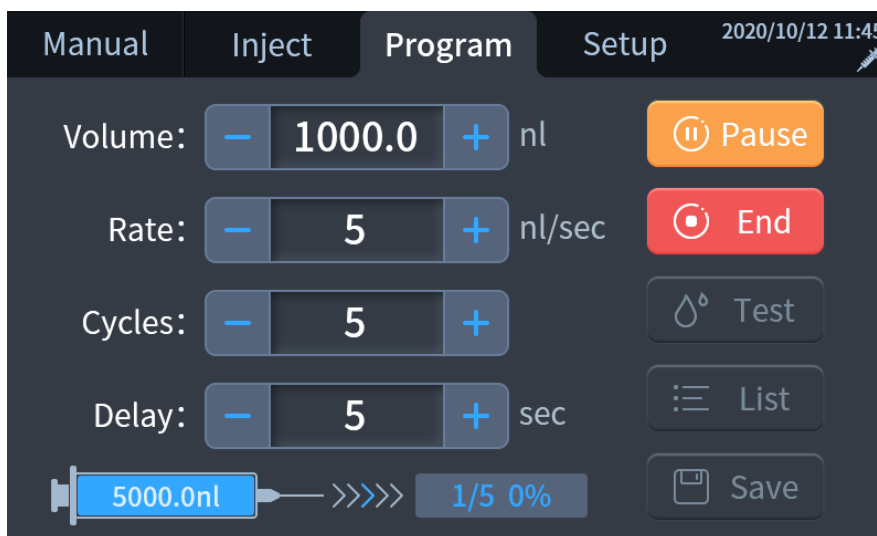 Manual Inject Program Setup 2020/10/12 11:45
Volume: − 1000.0 + nl Pause
Rate: − 5 + nl/sec End
Cycles: − 5 + Test
Delay: − 5 + sec List
5000.0nl 1/5 0% Save